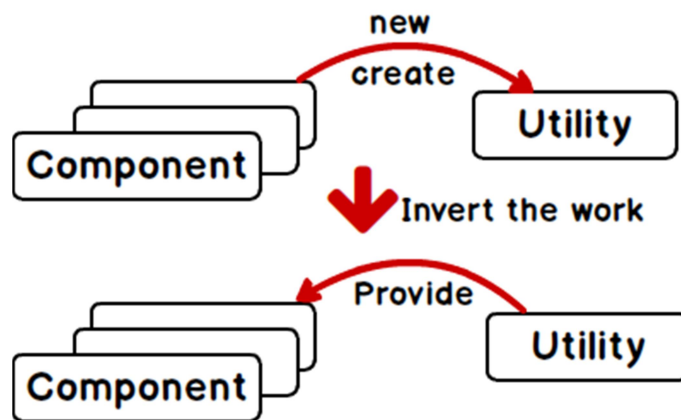 new
create
Component
Utility
Invert the work
Provide
Component
Utility